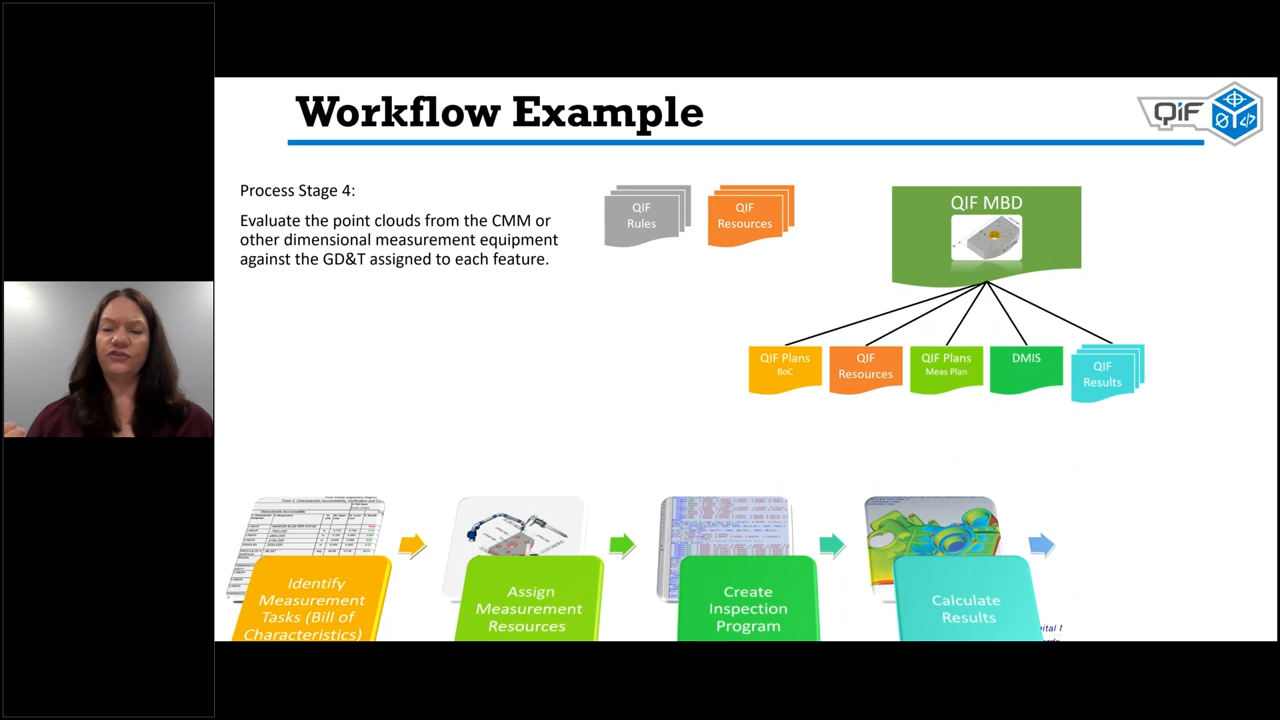 Workflow Example
QIF
Process Stage 4:
Evaluate the point clouds from the CMM or
other dimensional measurement equipment
against the GD&T assigned to each feature.
QIF
Rules
QIF
Resources
QIF MBD
QIF Plans
BoC
QIF
Resources
QIF Plans
Meas Plan
DMIS
QIF
Results
Identify
Measurement
Tasks (Bill of
Characteristics)
Assign
Measurement
Resources
Create
Inspection
Program
Calculate
Results